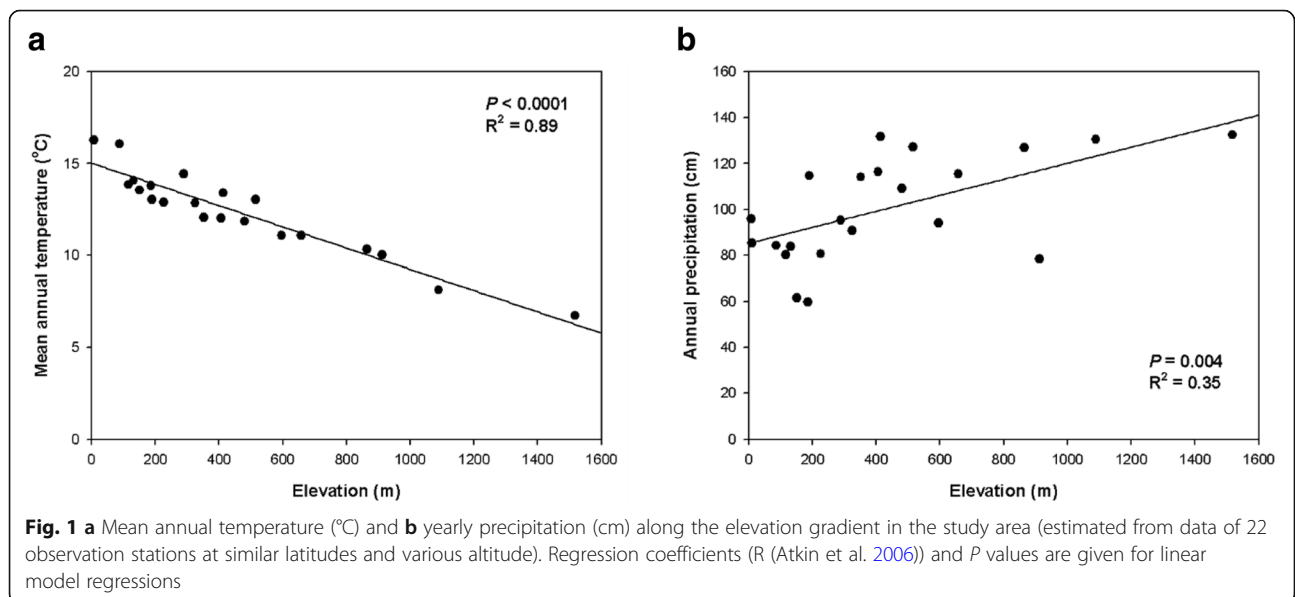 a
20
15
10
5
0
Mean annual temperature (°C)
P < 0.0001
R² = 0.89
0 200 400 600 800 1000 1200 1400 1600
Elevation (m)
b
160
140
120
100
80
60
40
20
0
Annual precipitation (cm)
P = 0.004
R² = 0.35
0 200 400 600 800 1000 1200 1400 1600
Elevation (m)
Fig. 1 a Mean annual temperature (°C) and b yearly precipitation (cm) along the elevation gradient in the study area (estimated from data of 22
observation stations at similar latitudes and various altitude). Regression coefficients (R (Atkin et al. 2006)) and P values are given for linear
model regressions